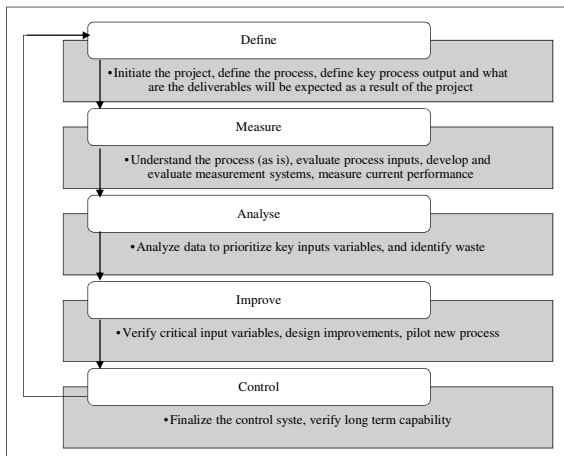 Define
•Initiate the project, define the process, define key process output and what
are the deliverables will be expected as a result of the project
Measure
•Understand the process (as is), evaluate process inputs, develop and
evaluate measurement systems, measure current performance
Analyse
•Analyze data to prioritize key inputs variables, and identify waste
Improve
•Verify critical input variables, design improvements, pilot new process
Control
•Finalize the control syste, verify long term capability